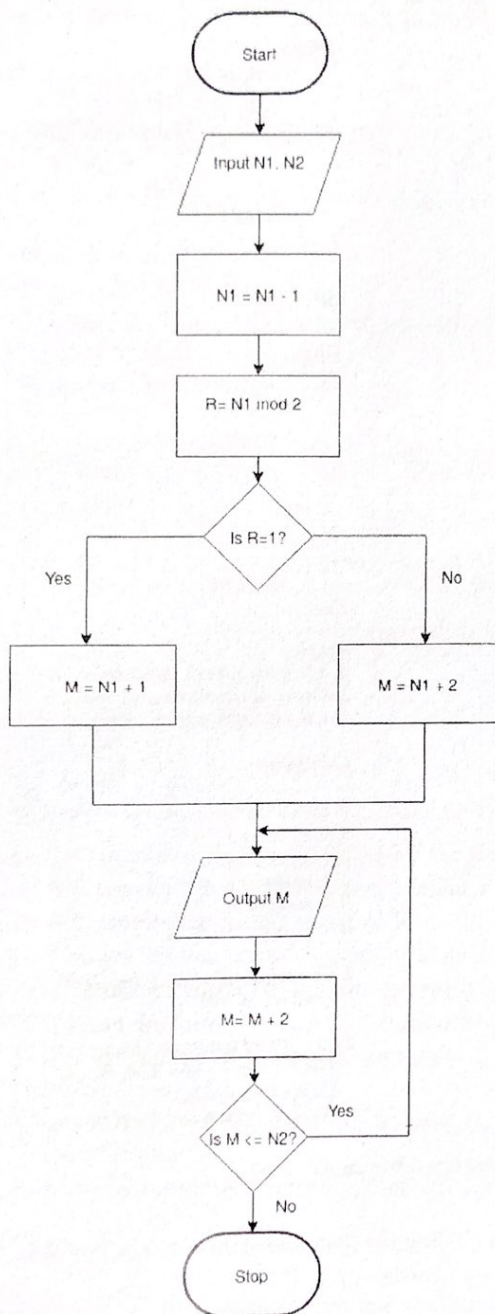 Start
Input N1, N2
N1 = N1 - 1
R= N1 mod 2
Is R=1?
Yes
No
M = N1 + 1
M = N1 + 2
Output M
M= M + 2
Yes
Is M <= N2?
No
Stop